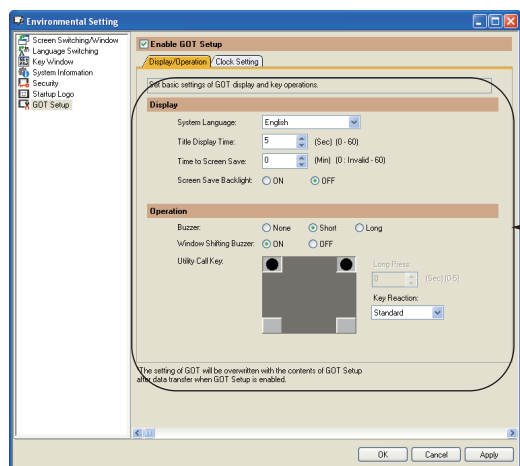 Environmental Setting
Screen Switching/Window
Language Switching
Key Window
System Information
Security
Startup Logo
GOT Setup
Enable GOT Setup
Display/Operation Clock Setting
Set basic settings of GOT display and key operations.
Display
System Language: English
Title Display Time: 5 (Sec) (0 - 60)
Time to Screen Save: 0 (Min) (0 : Invalid - 60)
Screen Save Backlight: ON OFF
Operation
Buzzer: None Short Long
Window Shifting Buzzer: ON OFF
Utility Call Key:
Long Press:
0 (Sec) (0-5)
Key Reaction:
Standard
The setting of GOT will be overwritten with the contents of GOT Setup
after data transfer when GOT Setup is enabled.
OK Cancel Apply